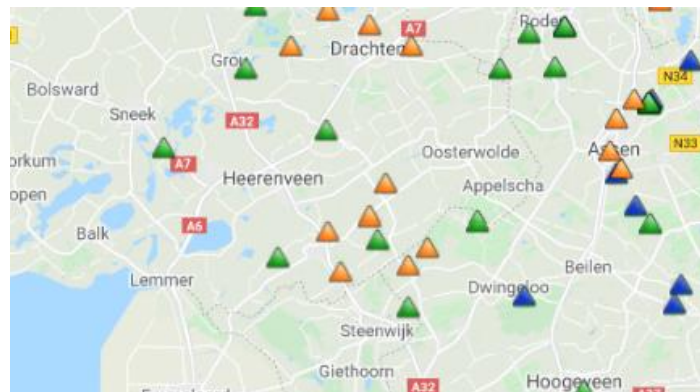 Roden
A7
Drachten
Grou
N34
Bolsward
Sneek
A32
Assen
N33
Oosterwolde
orkum
A7
Heerenveen
Appelscha
open
A6
Balk
Beilen
Lemmer
Dwingeloo
Steenwijk
Giethoorn
Hoogeveen
A32